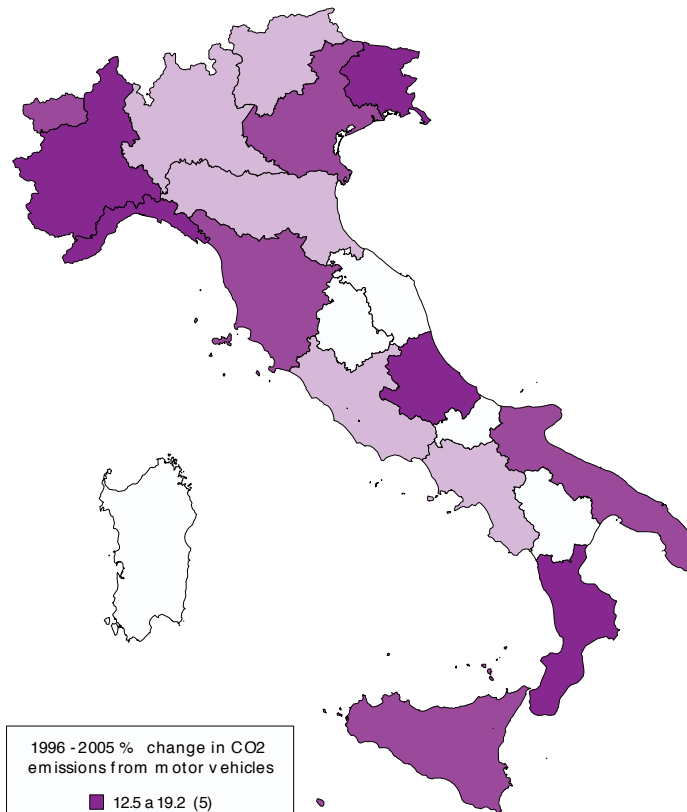 1996 - 2005 % change in CO2
emissions from motor vehicles
12.5 a 19.2 (5)